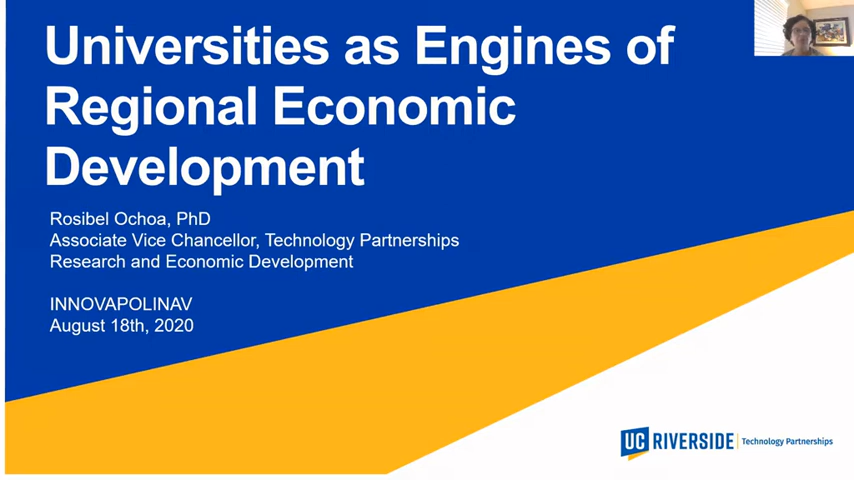 Universities as Engines of
Regional Economic
Development
Rosibel Ochoa, PhD
Associate Vice Chancellor, Technology Partnerships
Research and Economic Development
INNOVAPOLINAV
August 18th, 2020
UC RIVERSIDE Technology Partnerships